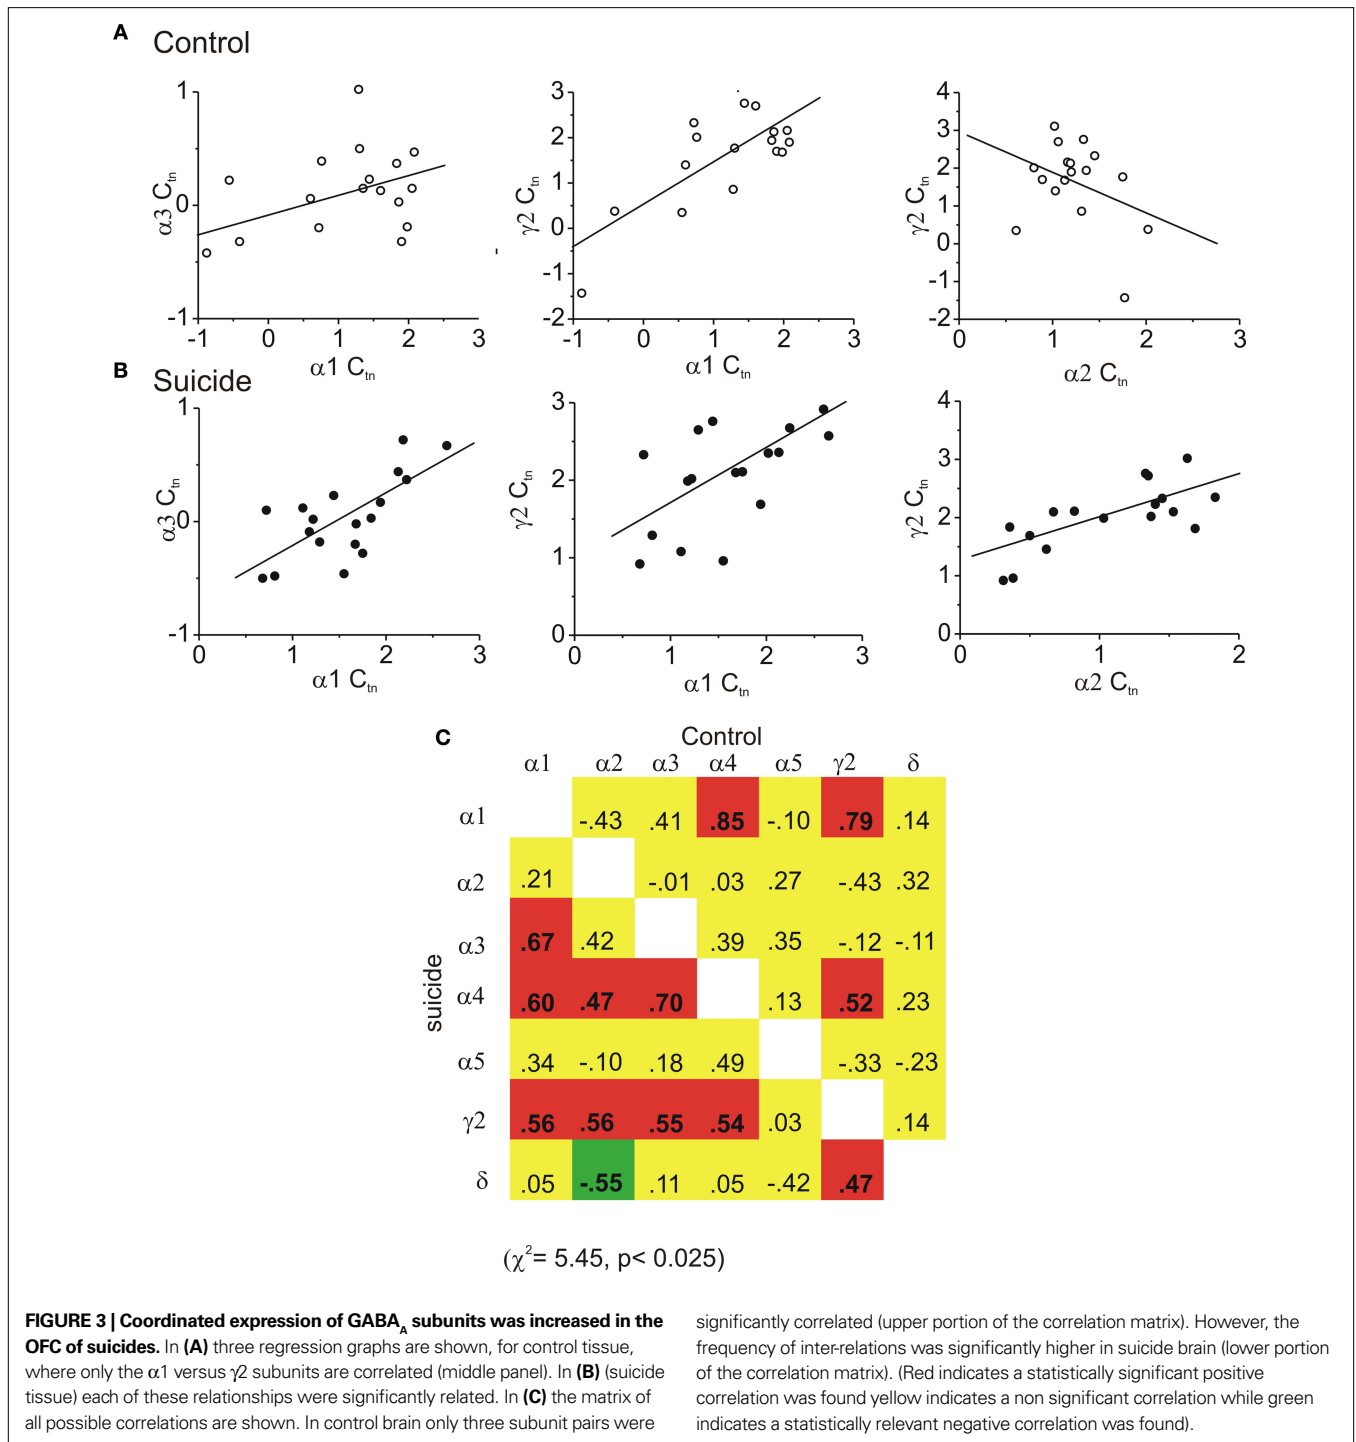 A Control
1
0
-1
α3 Ctn
-1 0 1 2 3
α1 Ctn
3
2
1
0
-1
-2
γ2 Ctn
-1 0 1 2 3
α1 Ctn
4
3
2
1
0
-1
-2
γ2 Ctn
0 1 2 3
α2 Ctn
B Suicide
1
0
-1
α3 Ctn
0 1 2 3
α1 Ctn
3
2
1
0
γ2 Ctn
0 1 2 3
α1 Ctn
4
3
2
1
0
γ2 Ctn
0 1 2
α2 Ctn
C
Control
α1 α2 α3 α4 α5 γ2 δ
suicide
α1 -.43 .41 .85 -.10 .79 .14
α2 .21 -.01 .03 .27 -.43 .32
α3 .67 .42 .39 .35 -.12 -.11
α4 .60 .47 .70 .13 .52 .23
α5 .34 -.10 .18 .49 -.33 -.23
γ2 .56 .56 .55 .54 .03 .14
δ .05 -.55 .11 .05 -.42 .47
(χ²= 5.45, p< 0.025)
FIGURE 3 | Coordinated expression of GABAA subunits was increased in the
OFC of suicides. In (A) three regression graphs are shown, for control tissue,
where only the α1 versus γ2 subunits are correlated (middle panel). In (B) (suicide
tissue) each of these relationships were significantly related. In (C) the matrix of
all possible correlations are shown. In control brain only three subunit pairs were
significantly correlated (upper portion of the correlation matrix). However, the
frequency of inter-relations was significantly higher in suicide brain (lower portion
of the correlation matrix). (Red indicates a statistically significant positive
correlation was found yellow indicates a non significant correlation while green
indicates a statistically relevant negative correlation was found).